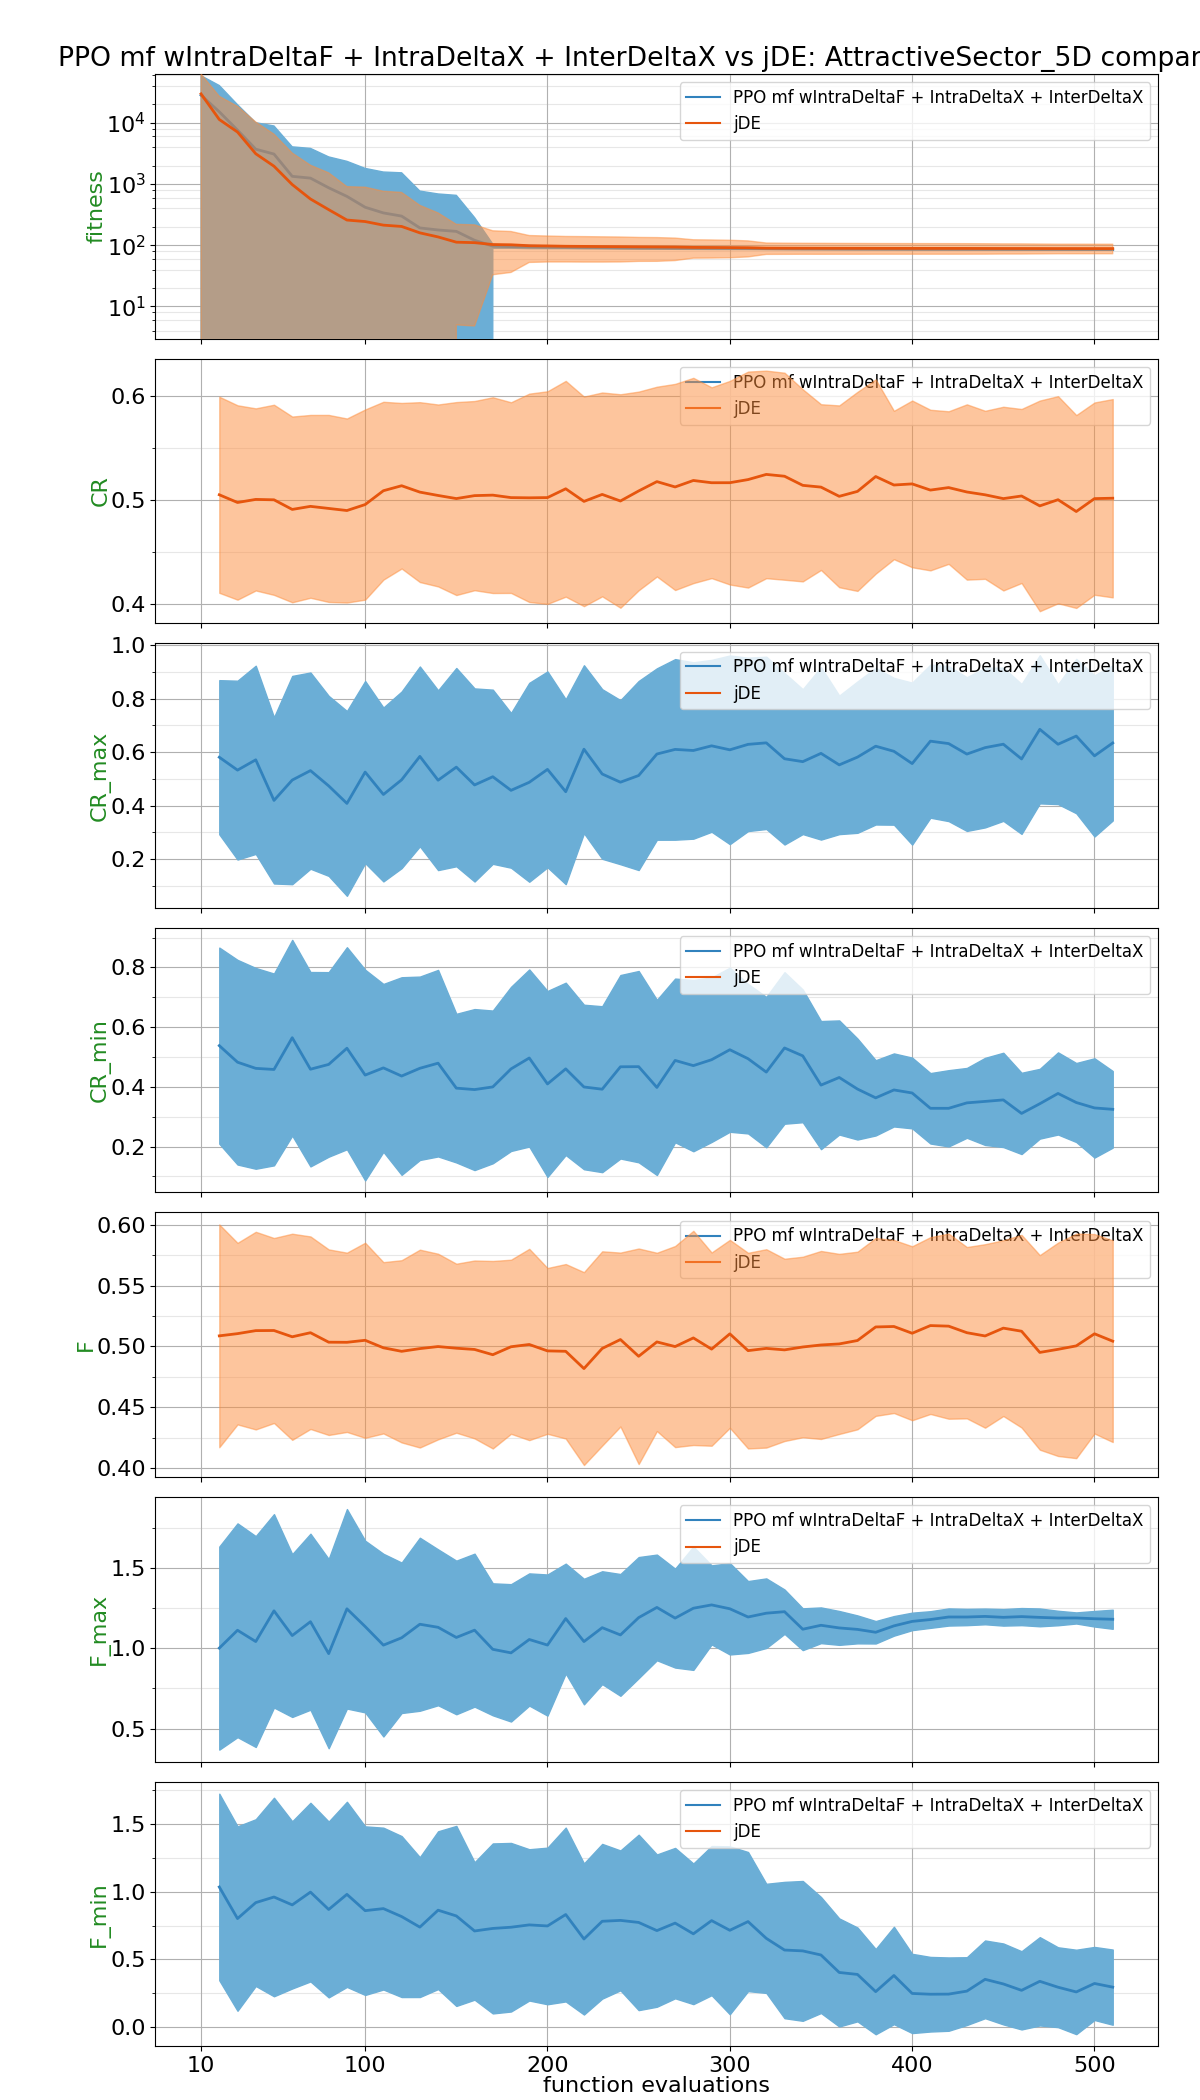 PPO mf wIntraDeltaF + IntraDeltaX + InterDeltaX vs jDE: AttractiveSector_5D compar
PPO mf wIntraDeltaF + IntraDeltaX + InterDeltaX
jDE
10^4
10^3
10^2
10^1
fitness
PPO mf wIntraDeltaF + IntraDeltaX + InterDeltaX
jDE
0.6
0.5
0.4
CR
PPO mf wIntraDeltaF + IntraDeltaX + InterDeltaX
jDE
1.0
0.8
0.6
0.4
0.2
CR_max
PPO mf wIntraDeltaF + IntraDeltaX + InterDeltaX
jDE
0.8
0.6
0.4
0.2
CR_min
PPO mf wIntraDeltaF + IntraDeltaX + InterDeltaX
jDE
0.60
0.55
0.50
0.45
0.40
F
PPO mf wIntraDeltaF + IntraDeltaX + InterDeltaX
jDE
1.5
1.0
0.5
F_max
PPO mf wIntraDeltaF + IntraDeltaX + InterDeltaX
jDE
1.5
1.0
0.5
0.0
F_min
10 100 200 300 400 500
function evaluations